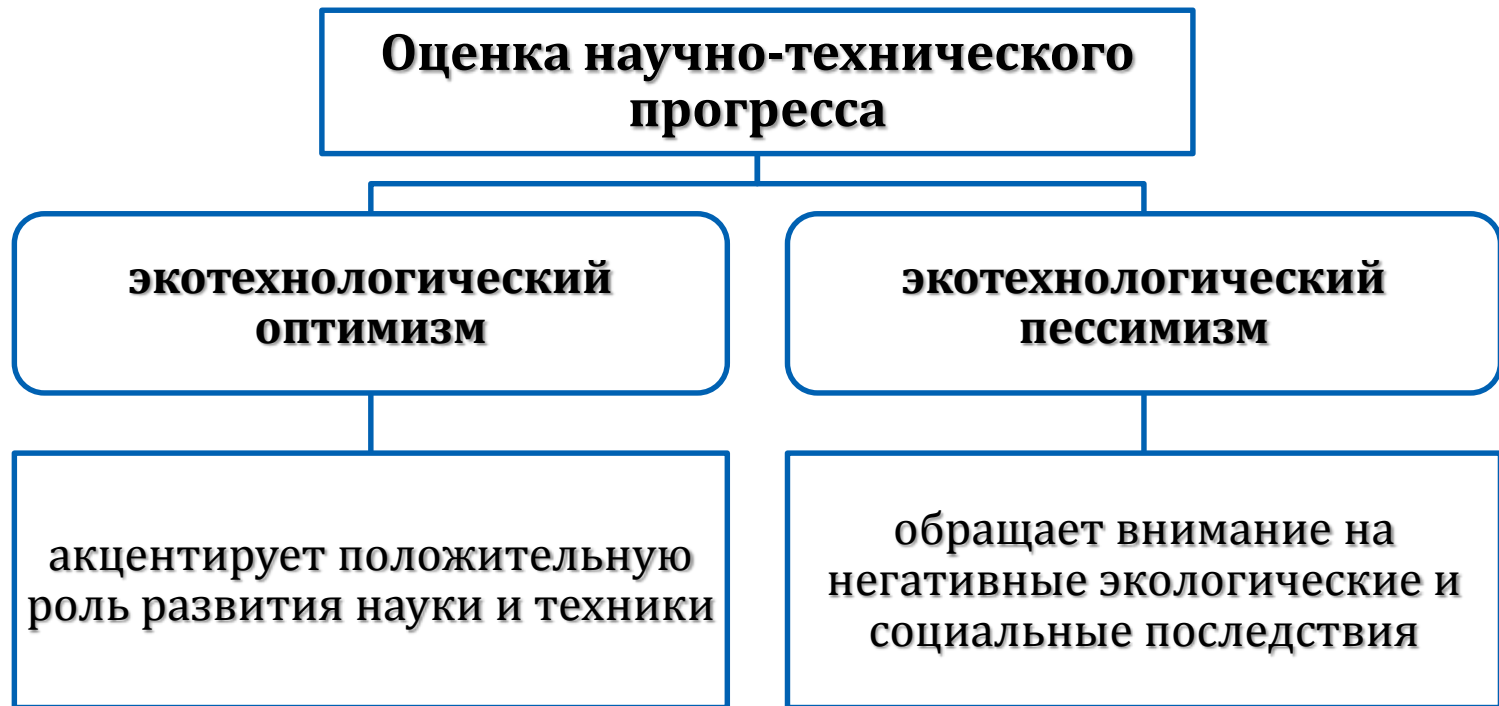 Оценка научно-технического
прогресса
экотехнологический
оптимизм
экотехнологический
пессимизм
акцентирует положительную
роль развития науки и техники
обращает внимание на
негативные экологические и
социальные последствия